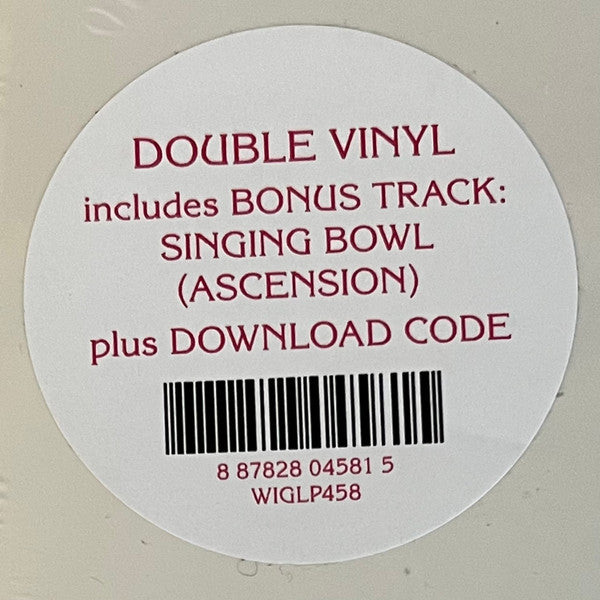 DOUBLE VINYL
includes BONUS TRACK:
SINGING BOWL
(ASCENSION)
plus DOWNLOAD CODE
8 87828 04581 5
WIGLP458